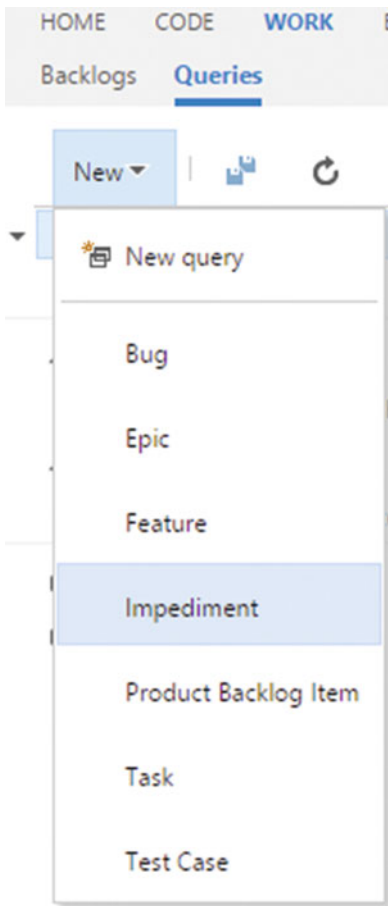 HOME CODE WORK
Backlogs Queries
New
New query
Bug
Epic
Feature
Impediment
Product Backlog Item
Task
Test Case